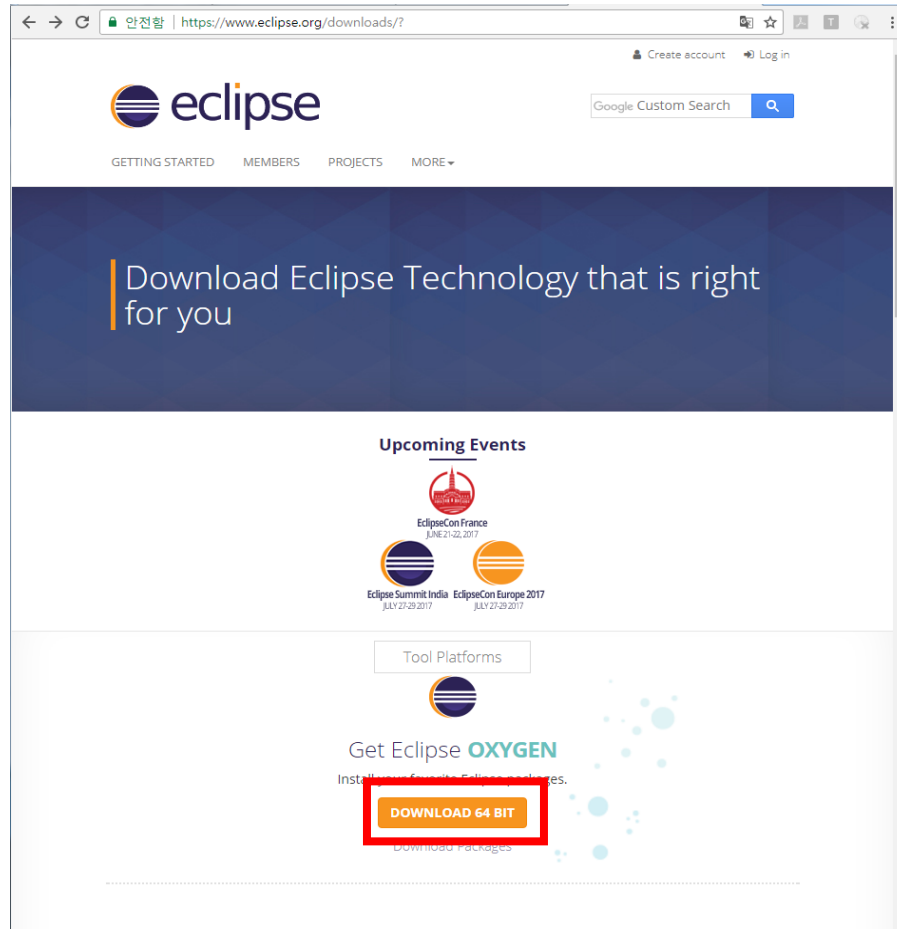 안전함 | https://www.eclipse.org/downloads/?
Create account Log in
eclipse
Google Custom Search
GETTING STARTED MEMBERS PROJECTS MORE
Download Eclipse Technology that is right
for you
Upcoming Events
EclipseCon France
JUNE 21-22, 2017
Eclipse Summit India EclipseCon Europe 2017
JULY 27-29 2017 JULY 27-29 2017
Tool Platforms
Get Eclipse OXYGEN
Install your favorite Eclipse packages.
DOWNLOAD 64 BIT
Download Packages